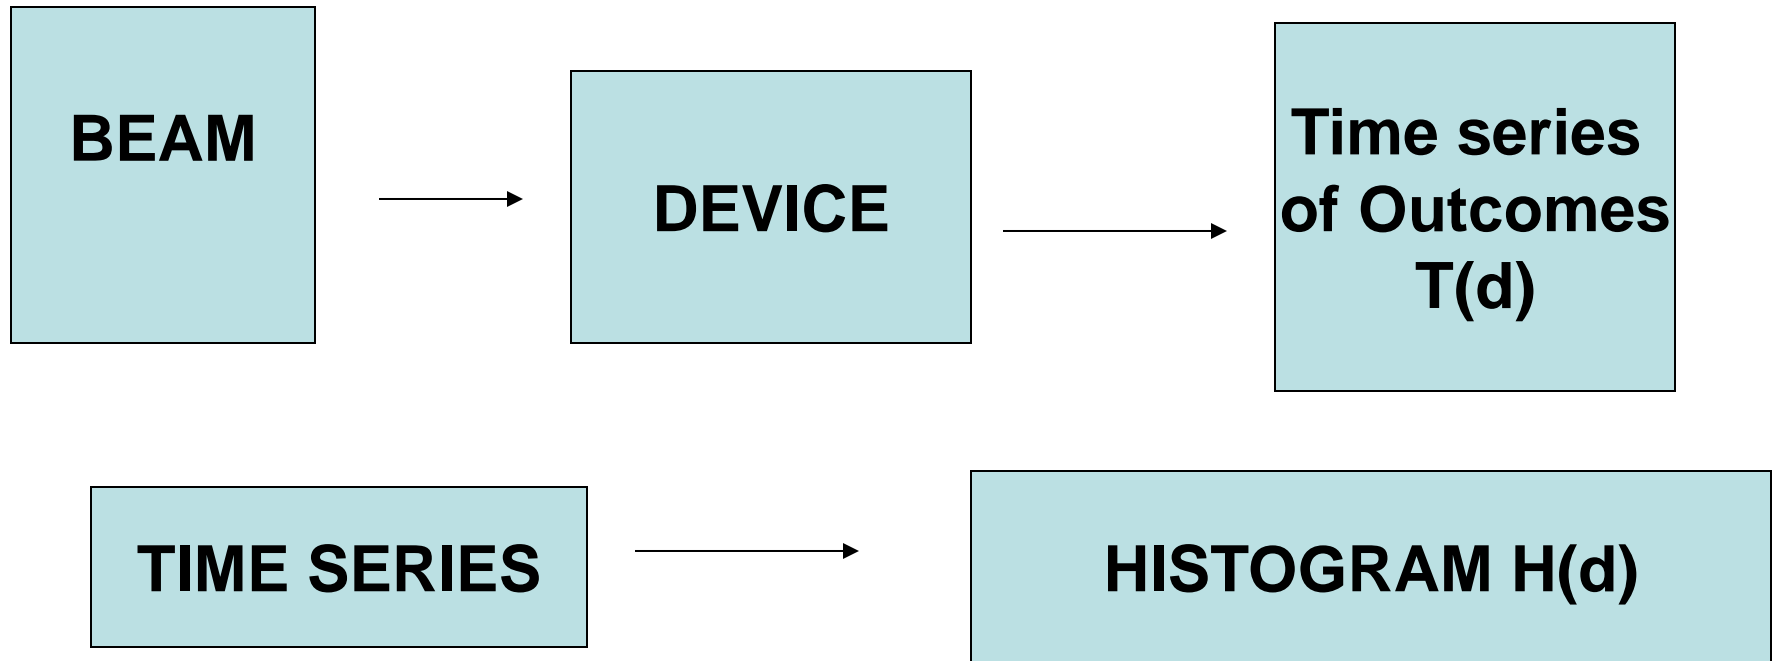 BEAM
DEVICE
Time series
of Outcomes
T(d)
TIME SERIES
HISTOGRAM H(d)